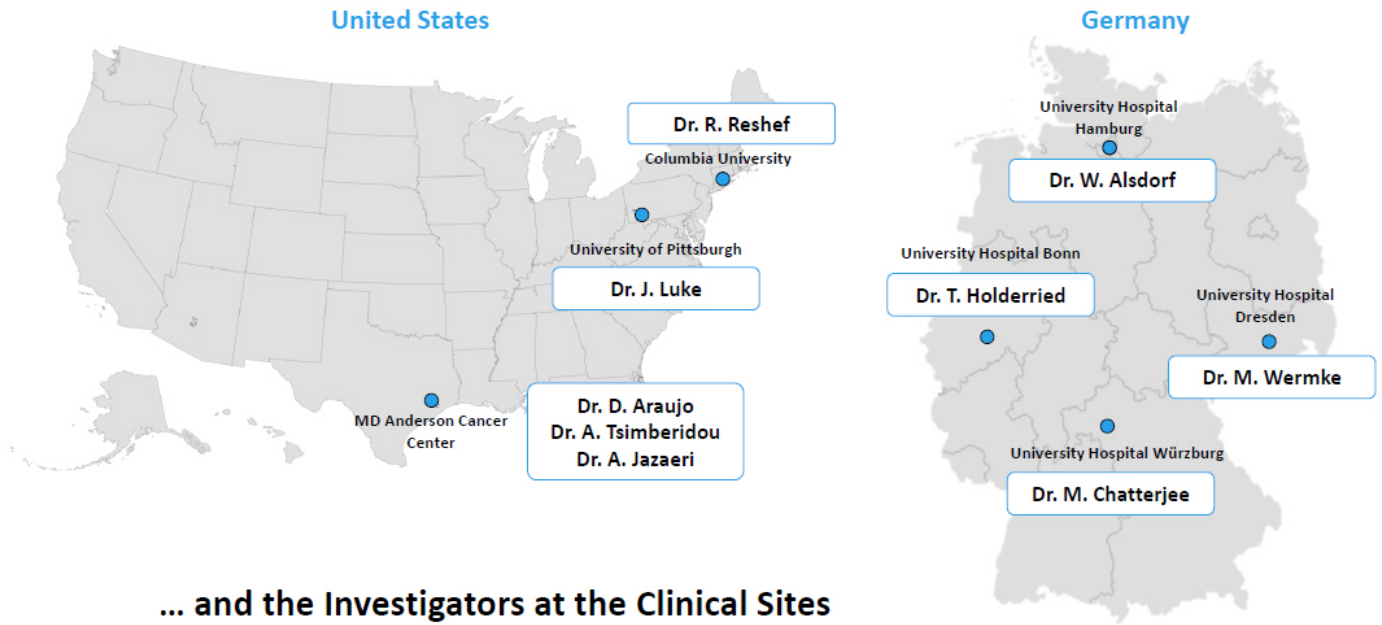 United States
Dr. R. Reshef
Columbia University
University of Pittsburgh
Dr. J. Luke
MD Anderson Cancer
Center
Dr. D. Araujo
Dr. A. Tsimberidou
Dr. A. Jazaeri
Germany
University Hospital
Hamburg
Dr. W. Alsdorf
University Hospital Bonn
Dr. T. Holderried
University Hospital
Dresden
Dr. M. Wermke
University Hospital Würzburg
Dr. M. Chatterjee
... and the Investigators at the Clinical Sites